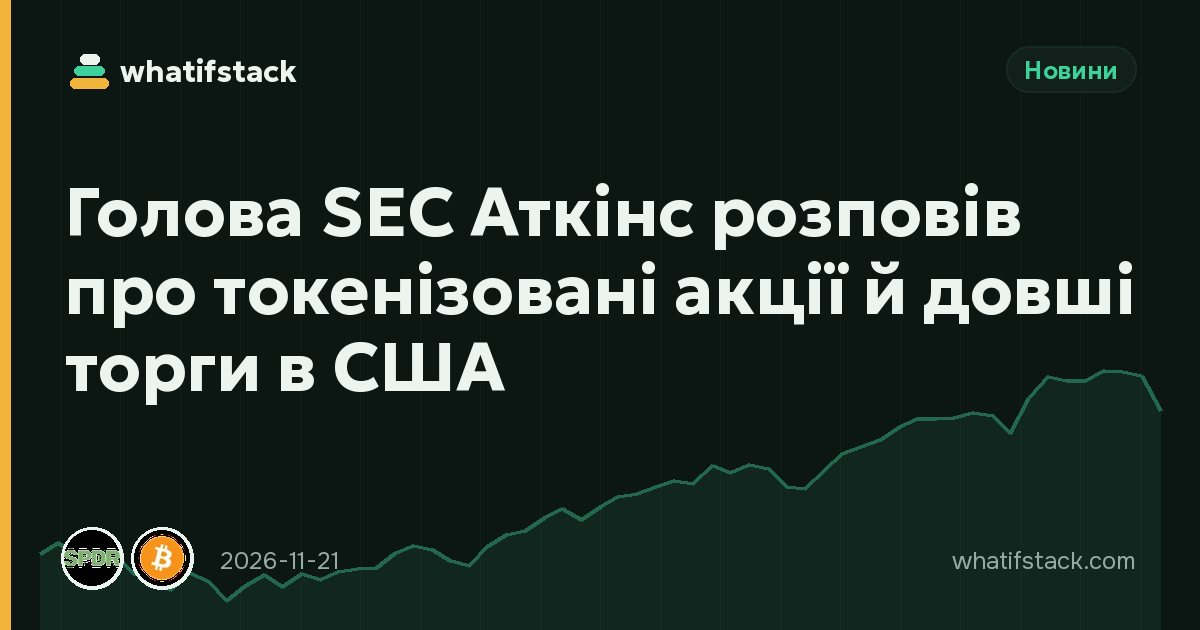 whatifstack
Новини
Голова SEC Аткінс розповів
про токенізовані акції й довші
торги в США
SPDR
2026-11-21
whatifstack.com